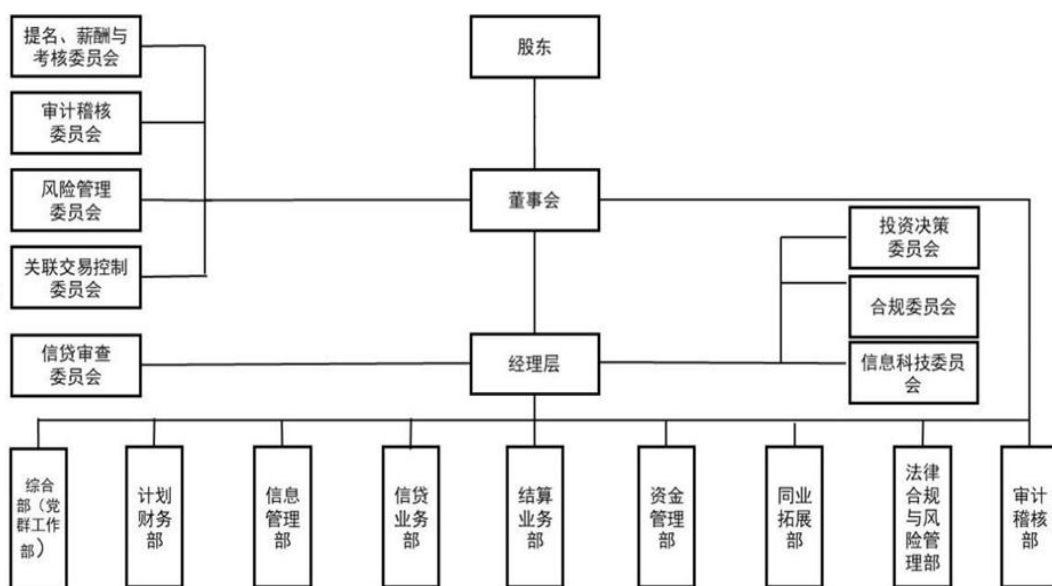 提名、薪酬与
考核委员会
股东
审计稽核
委员会
风险管理
委员会
董事会
投资决策
委员会
关联交易控制
委员会
合规委员会
信贷审查
委员会
经理层
信息科技委员
会
综合
部（党
群工作
部）
计划
财务
部
信息
管理
部
信贷
业务
部
结算
业务
部
资金
管理
部
同业
拓展
部
法律
合规
与风
险管
理部
审计
稽核
部